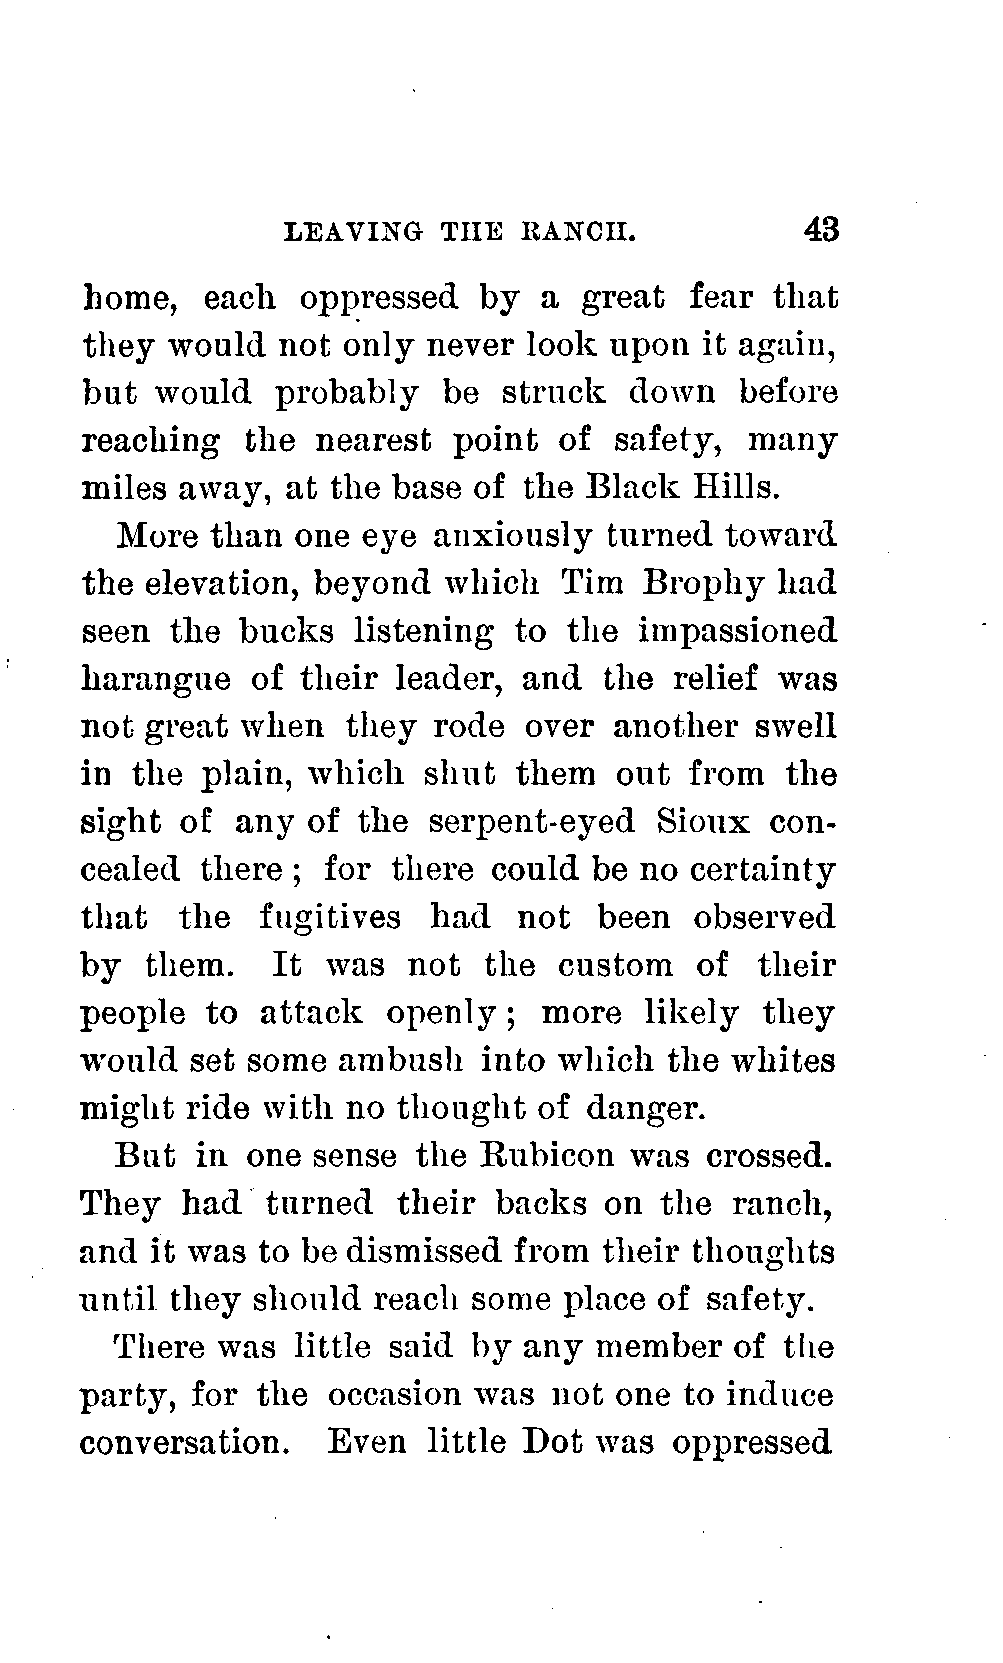 LEAVING THE RANCH. 43
home, each oppressed by a great fear that
they would not only never look upon it again,
but would probably be struck down before
reaching the nearest point of safety, many
miles away, at the base of the Black Hills.
More than one eye anxiously turned toward
the elevation, beyond which Tim Brophy had
seen the bucks listening to the impassioned
harangue of their leader, and the relief was
not great when they rode over another swell
in the plain, which shut them out from the
sight of any of the serpent-eyed Sioux con-
cealed there ; for there could be no certainty
that the fugitives had not been observed
by them. It was not the custom of their
people to attack openly ; more likely they
would set some ambush into which the whites
might ride with no thought of danger.
But in one sense the Rubicon was crossed.
They had turned their backs on the ranch,
and it was to be dismissed from their thoughts
until they should reach some place of safety.
There was little said by any member of the
party, for the occasion was not one to induce
conversation. Even little Dot was oppressed